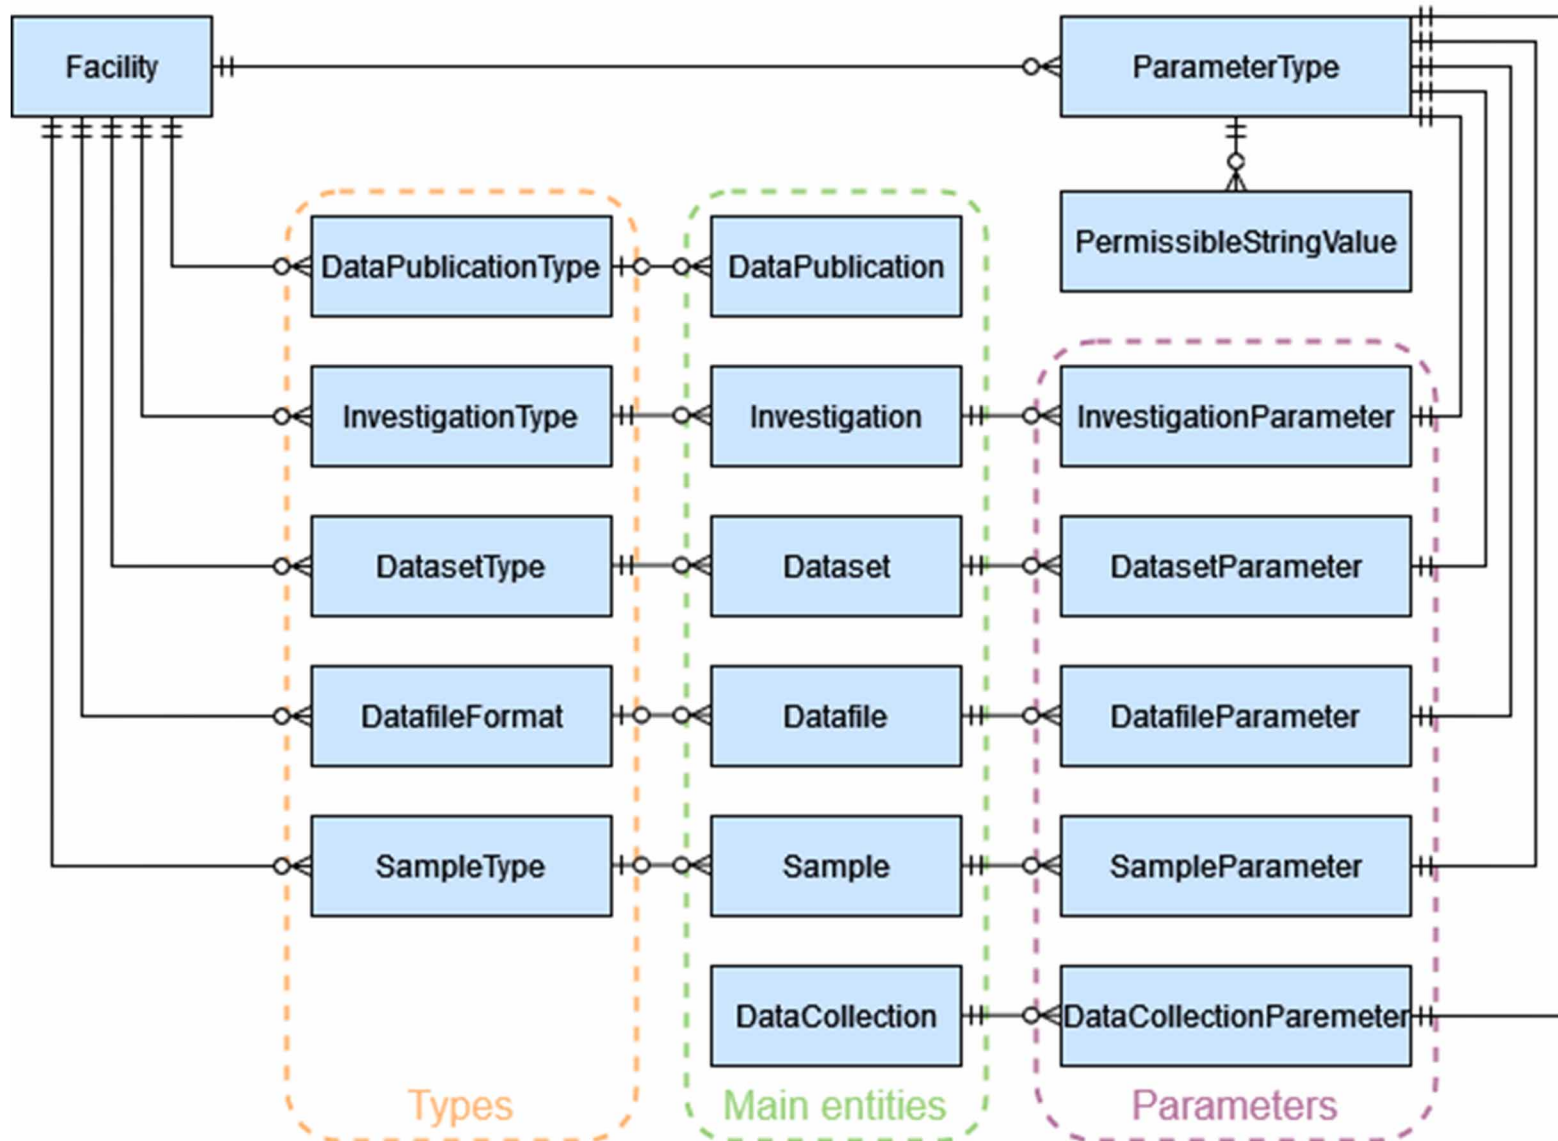 Facility
ParameterType
PermissibleStringValue
DataPublicationType
DataPublication
InvestigationType
Investigation
InvestigationParameter
DatasetType
Dataset
DatasetParameter
DatafileFormat
Datafile
DatafileParameter
SampleType
Sample
SampleParameter
DataCollection
DataCollectionParemeter
Types
Main entities
Parameters